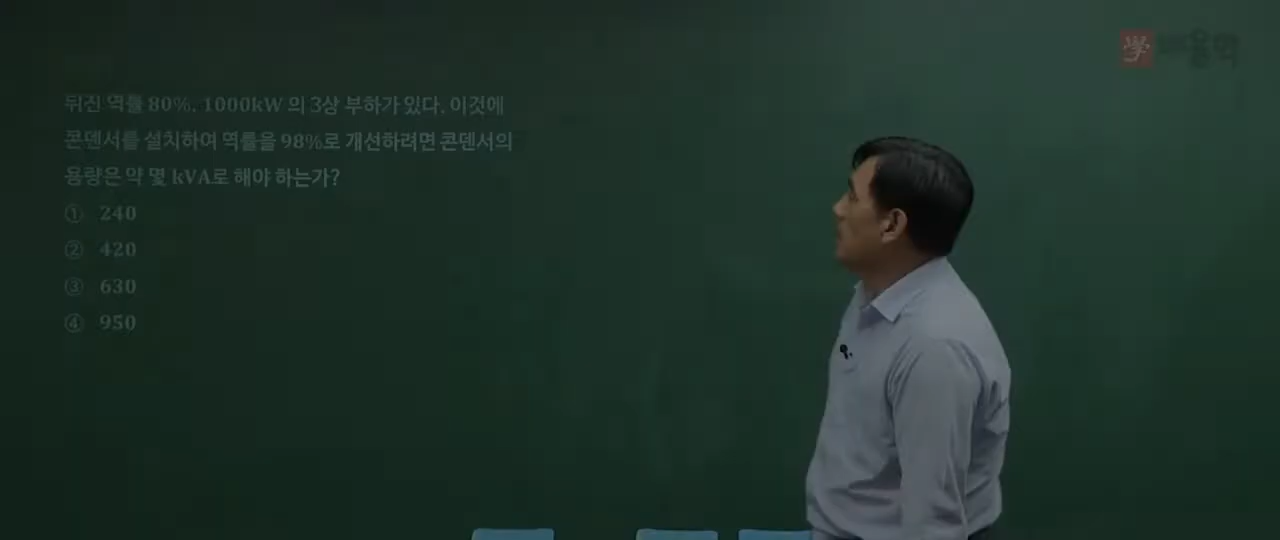 뒤진 역률 80%, 1000kW 의 3상 부하가 있다. 이것에
콘덴서를 설치하여 역률을 98%로 개선하려면 콘덴서의
용량은 약 몇 kVA로 해야 하는가?
① 240
② 420
③ 630
④ 950
學